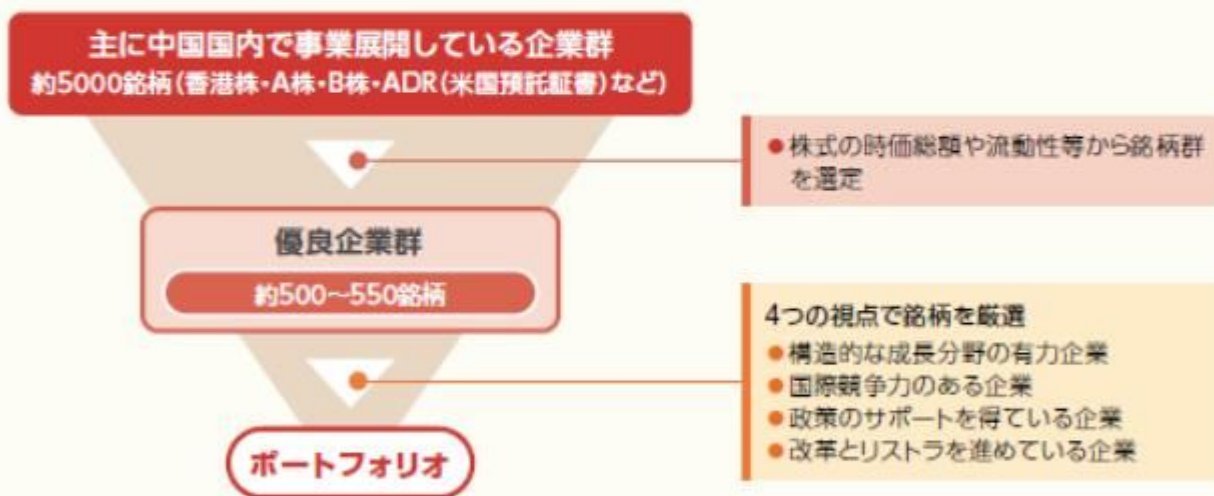 主に中国国内で事業展開している企業群
約5000銘柄(香港株・A株・B株・ADR(米国預託証書)など)
●株式の時価総額や流動性等から銘柄群
を選定
優良企業群
約500～550銘柄
4つの視点で銘柄を厳選
●構造的な成長分野の有力企業
●国際競争力のある企業
●政策のサポートを得ている企業
●改革とリストラを進めている企業
ポートフォリオ